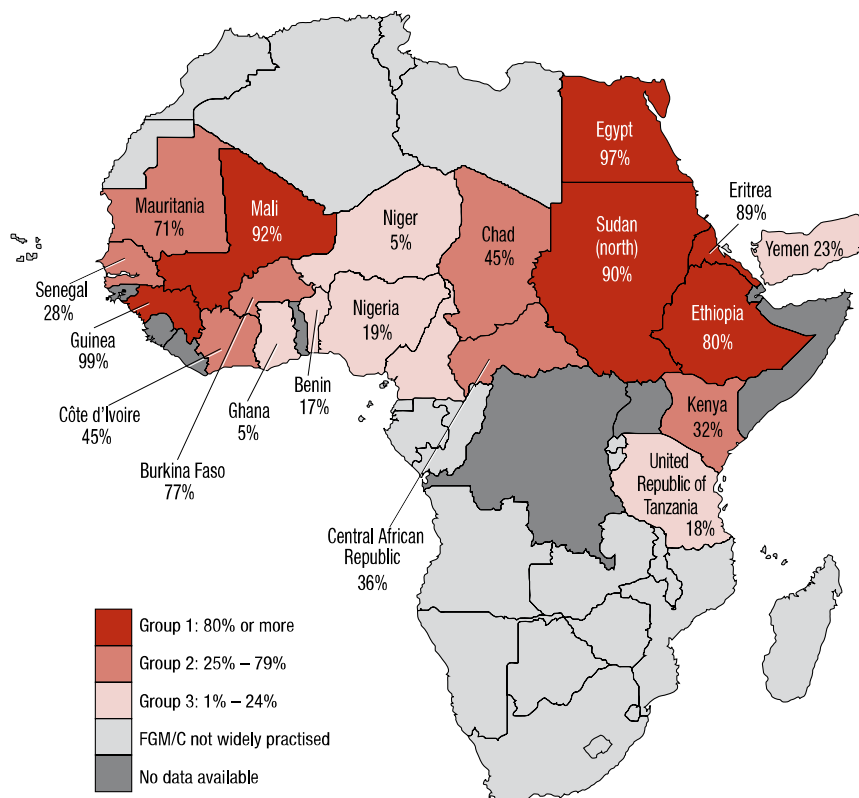 Egypt
97%
Eritrea
89%
Mauritania
71%
Mali
92%
Niger
5%
Chad
45%
Sudan
(north)
90%
Yemen 23%
Senegal
28%
Guinea
99%
Nigeria
19%
Ethiopia
80%
Côte d'Ivoire
45%
Burkina Faso
77%
Ghana
5%
Benin
17%
Kenya
32%
Central African
Republic
36%
United
Republic of
Tanzania
18%
Group 1: 80% or more
Group 2: 25% – 79%
Group 3: 1% – 24%
FGM/C not widely practised
No data available